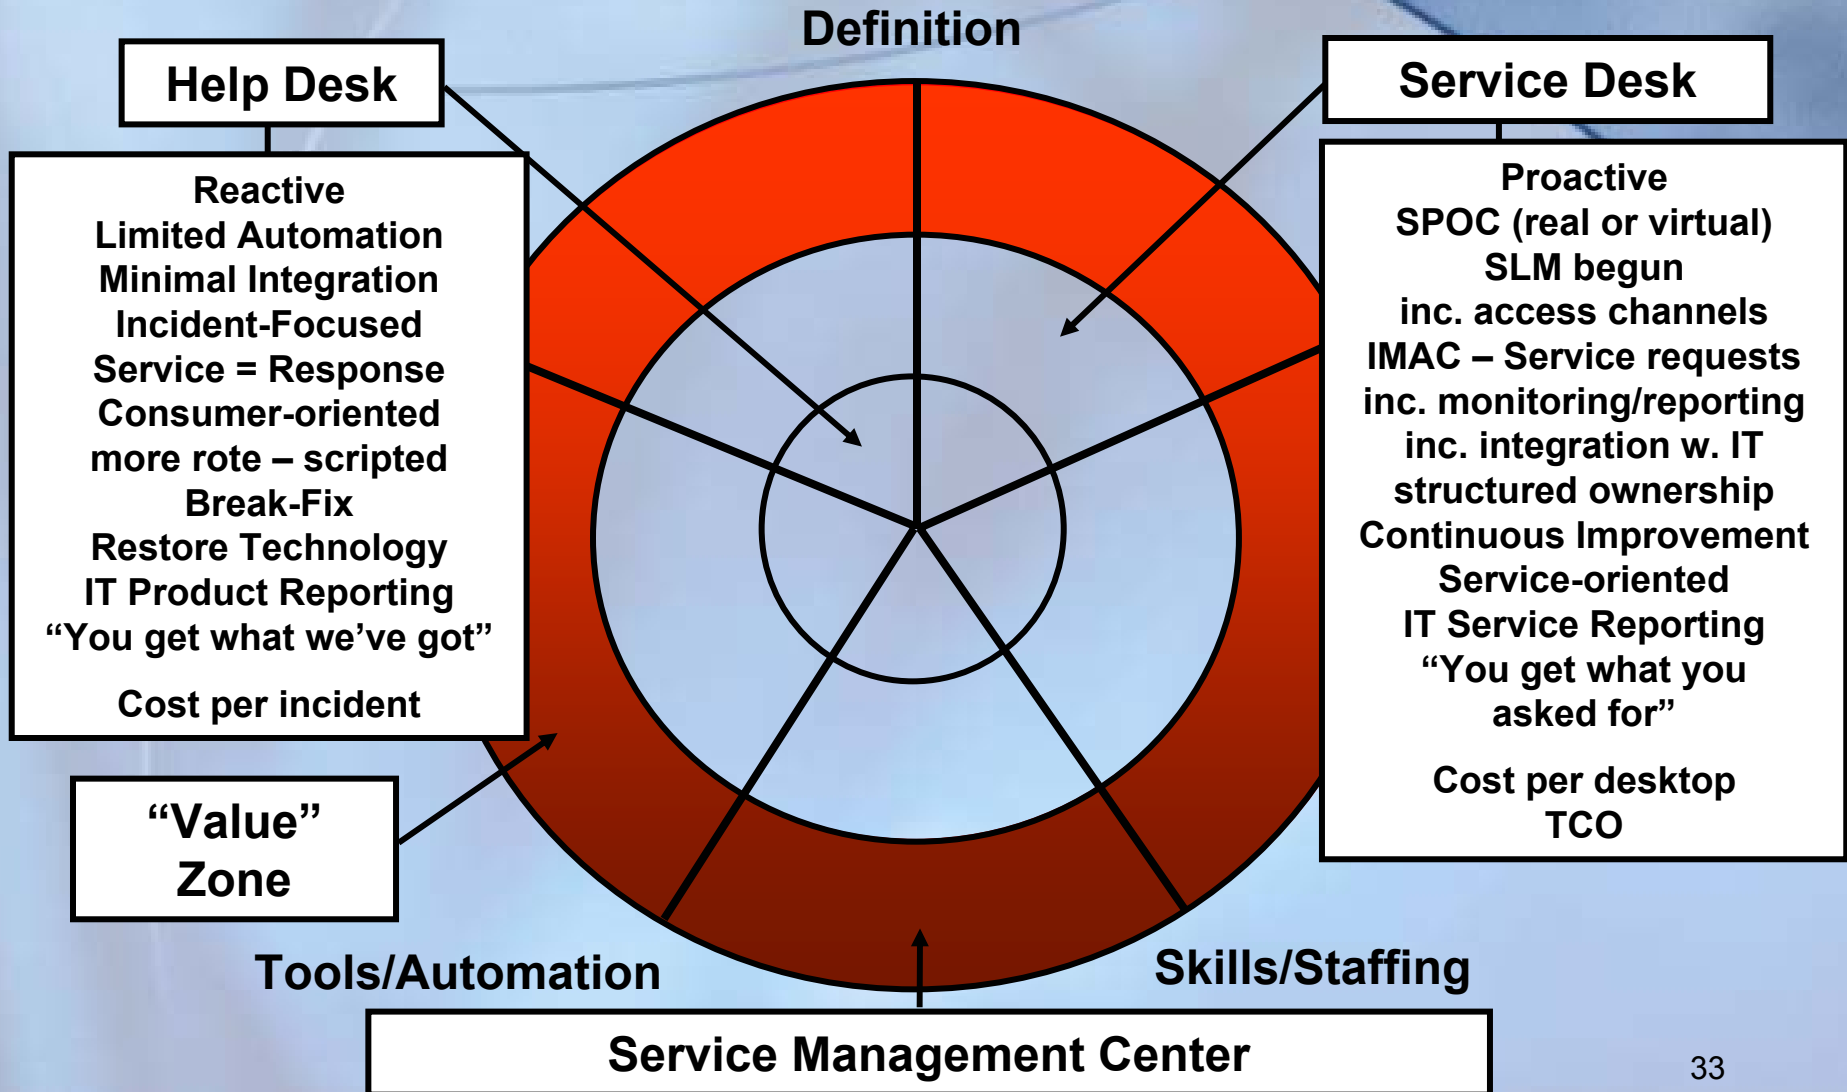 Definition
Help Desk
Reactive
Limited Automation
Minimal Integration
Incident-Focused
Service = Response
Consumer-oriented
more rote – scripted
Break-Fix
Restore Technology
IT Product Reporting
“You get what we’ve got”
Cost per incident
Service Desk
Proactive
SPOC (real or virtual)
SLM begun
inc. access channels
IMAC – Service requests
inc. monitoring/reporting
inc. integration w. IT
structured ownership
Continuous Improvement
Service-oriented
IT Service Reporting
“You get what you
asked for”
Cost per desktop
TCO
“Value”
Zone
Tools/Automation
Skills/Staffing
Service Management Center
33